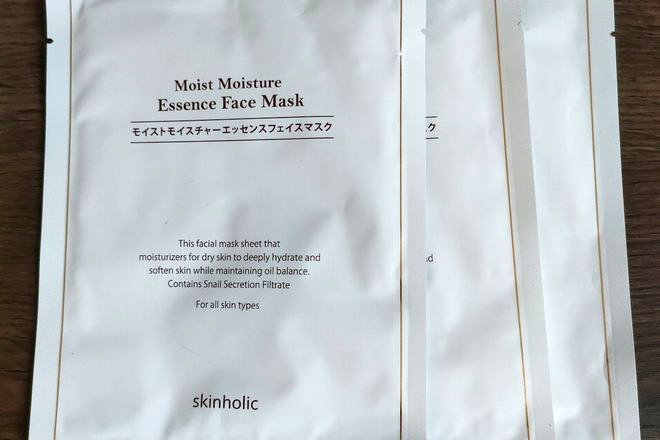 Moist Moisture
Essence Face Mask
モイストモイスチャーエッセンスフェイスマスク
ク
This facial mask sheet that
moisturizers for dry skin to deeply hydrate and
nd
soften skin while maintaining oil balance.
Contains Snail Secretion Filtrate
For all skin types
skinholic